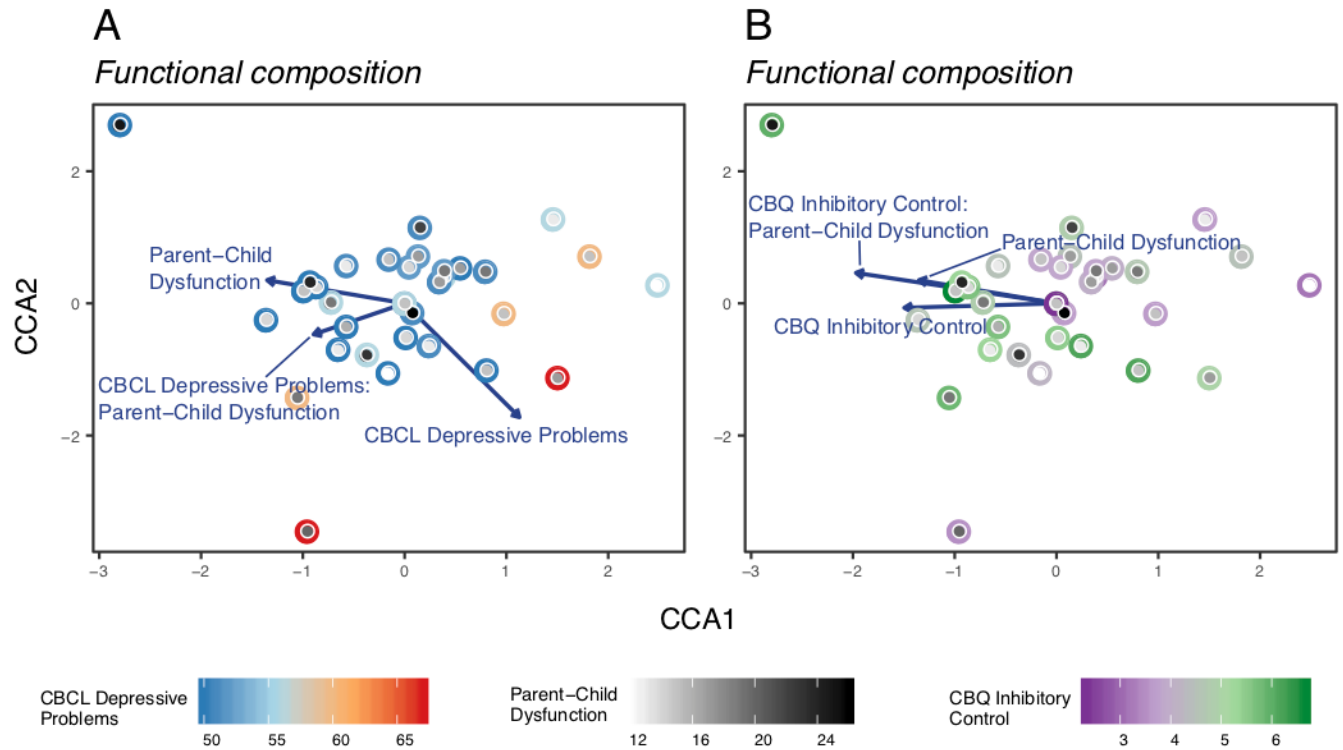 A
B
Functional composition
Functional composition
2
0
−2
−3
−2
−1
0
1
2
Parent−Child
Dysfunction
CBCL Depressive Problems:
Parent−Child Dysfunction
CBCL Depressive Problems
2
0
−2
−3
−2
−1
0
1
2
CBQ Inhibitory Control:
Parent−Child Dysfunction
Parent−Child Dysfunction
CBQ Inhibitory Control
CCA2
CCA1
CBCL Depressive
Problems
50 55 60 65
Parent−Child
Dysfunction
12 16 20 24
CBQ Inhibitory
Control
3 4 5 6